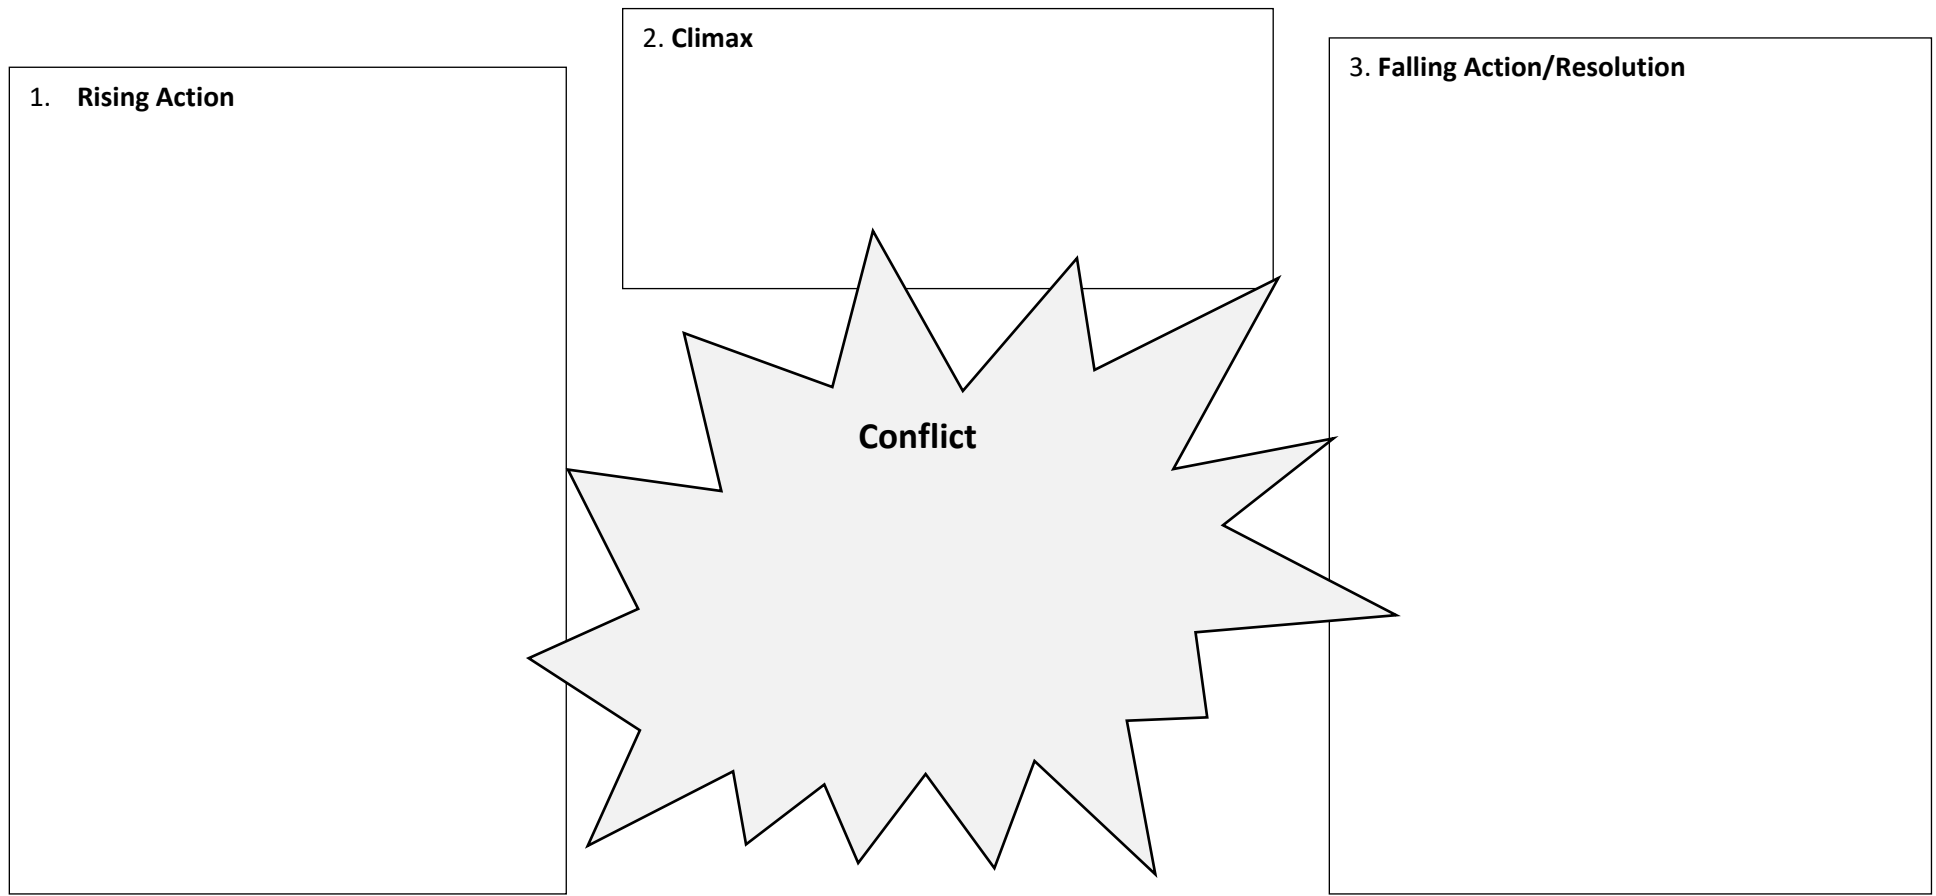 1. Rising Action
2. Climax
3. Falling Action/Resolution
Conflict